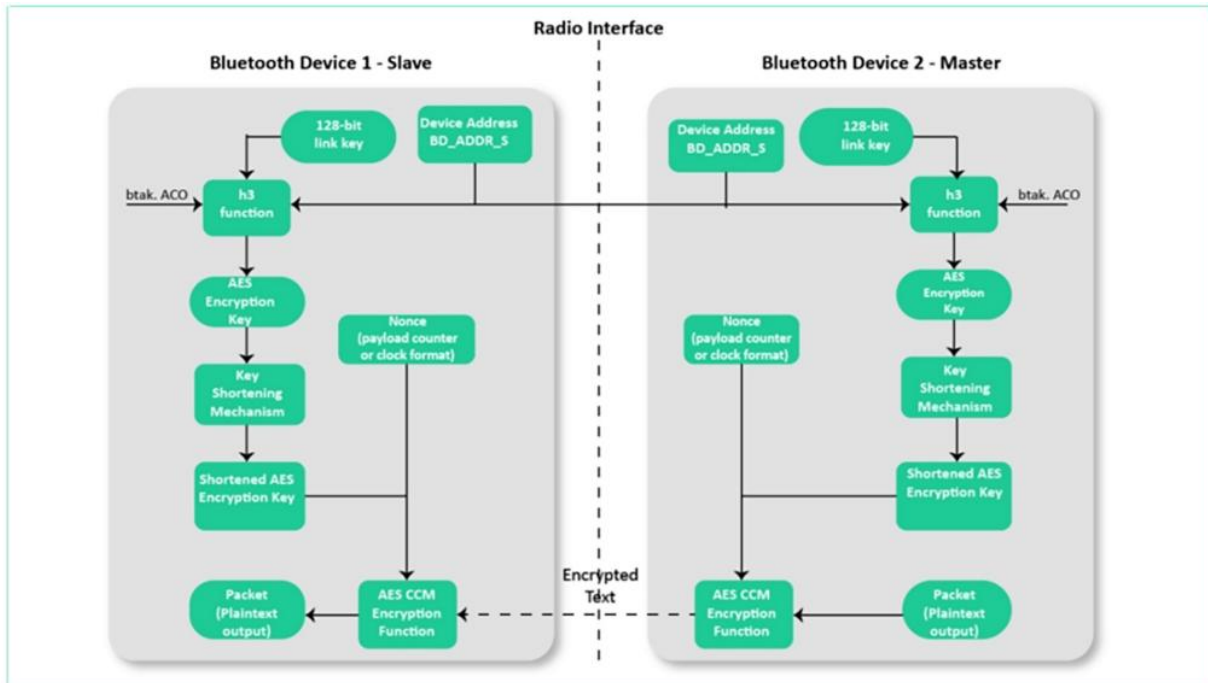 Radio Interface
Bluetooth Device 1 - Slave
Bluetooth Device 2 - Master
128-bit
link key
Device Address
BD_ADDR_S
Device Address
BD_ADDR_S
128-bit
link key
btak. ACO
h3
function
h3
function
btak. ACO
AES
Encryption
Key
Nonce
(payload counter
or clock format)
Nonce
(payload counter
or clock format)
AES
Encryption
Key
Key
Shortening
Mechanism
Key
Shortening
Mechanism
Shortened AES
Encryption Key
Shortened AES
Encryption Key
Encrypted
Text
Packet
(Plaintext
output)
AES CCM
Encryption
Function
AES CCM
Encryption
Function
Packet
(Plaintext
output)